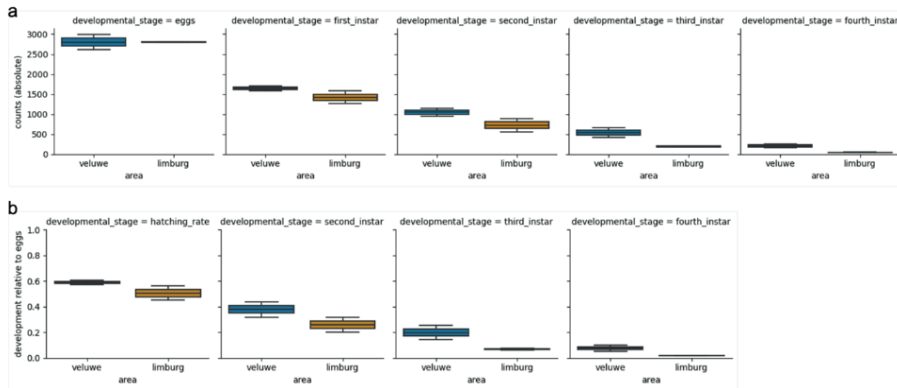 a
developmental_stage = eggs developmental_stage = first_instar developmental_stage = second_instar developmental_stage = third_instar developmental_stage = fourth_instar
counts (absolute)
3000
2500
2000
1500
1000
500
0
veluwe limburg veluwe limburg veluwe limburg veluwe limburg veluwe limburg
area area area area area
b
developmental_stage = hatching_rate developmental_stage = second_instar developmental_stage = third_instar developmental_stage = fourth_instar
development relative to eggs
1.0
0.8
0.6
0.4
0.2
0.0
veluwe limburg veluwe limburg veluwe limburg veluwe limburg
area area area area